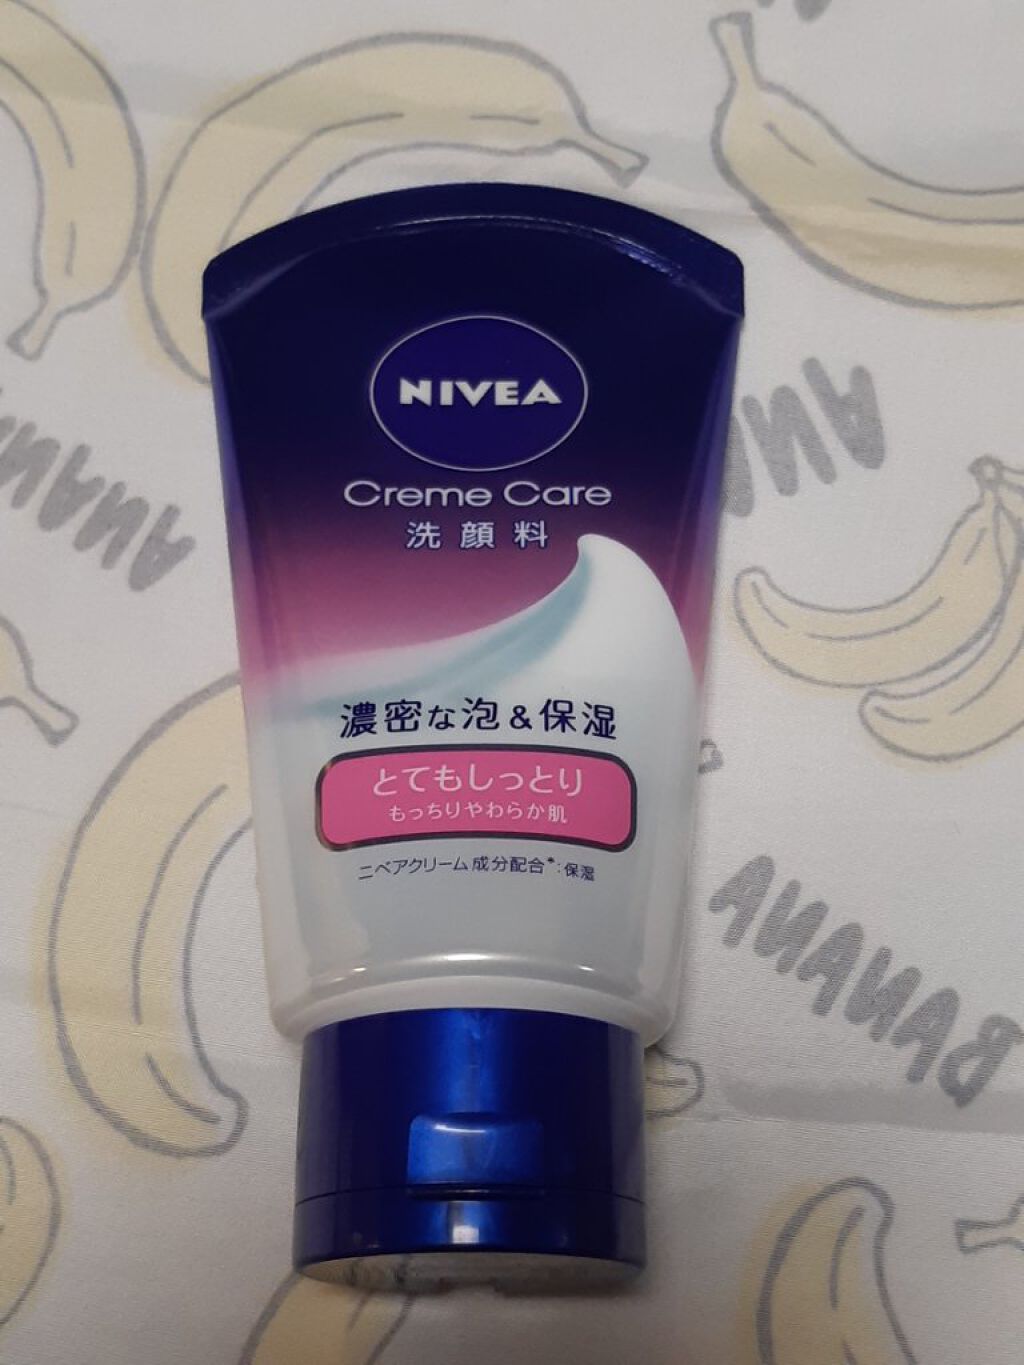 NIVEA
Creme Care
洗顔料
濃密な泡&保湿
とてもしっとり
もっちりやわらか肌
ニベアクリーム成分配合*:保湿
ANANA
ANA
BANANA